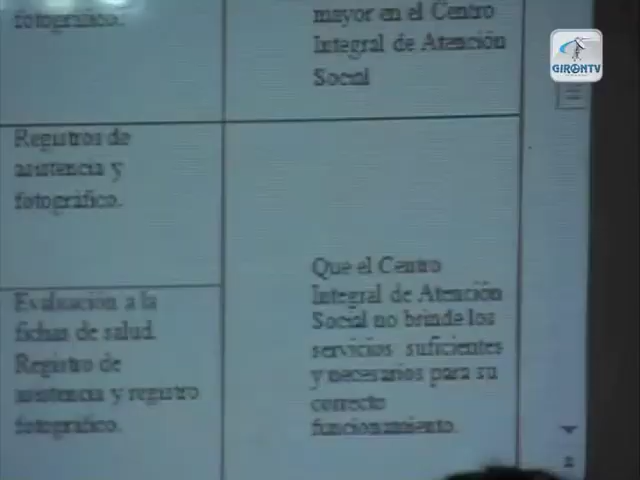 fotográfico.
mayor en el Centro
Integral de Atención
Social
GIRONTV
Registros de
asistencia y
fotográfico.
Que el Centro
Integral de Atención
Social no brinde los
servicios suficientes
y necesarios para su
correcto
funcionamiento.
Evaluación a la
fichas de salud.
Registro de
asistencia y registro
fotográfico.